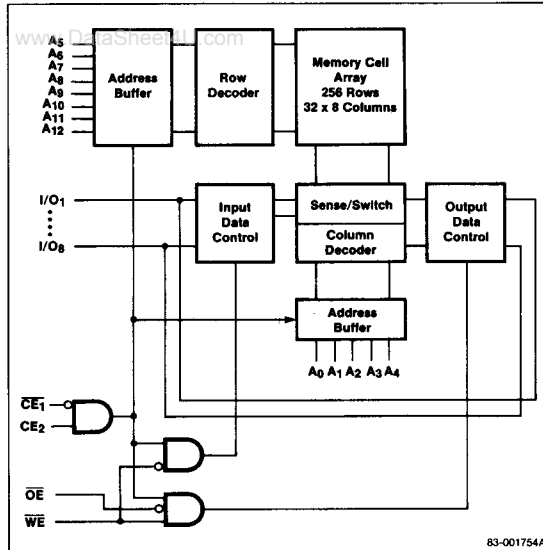 www.DataSheet4U.com
A5
A6
A7
A8
A9
A10
A11
A12
Address
Buffer
Row
Decoder
Memory Cell
Array
256 Rows
32 x 8 Columns
I/O1
I/O8
Input
Data
Control
Sense/Switch
Column
Decoder
Output
Data
Control
Address
Buffer
A0 A1 A2 A3 A4
CE1
CE2
OE
WE
83-001754A